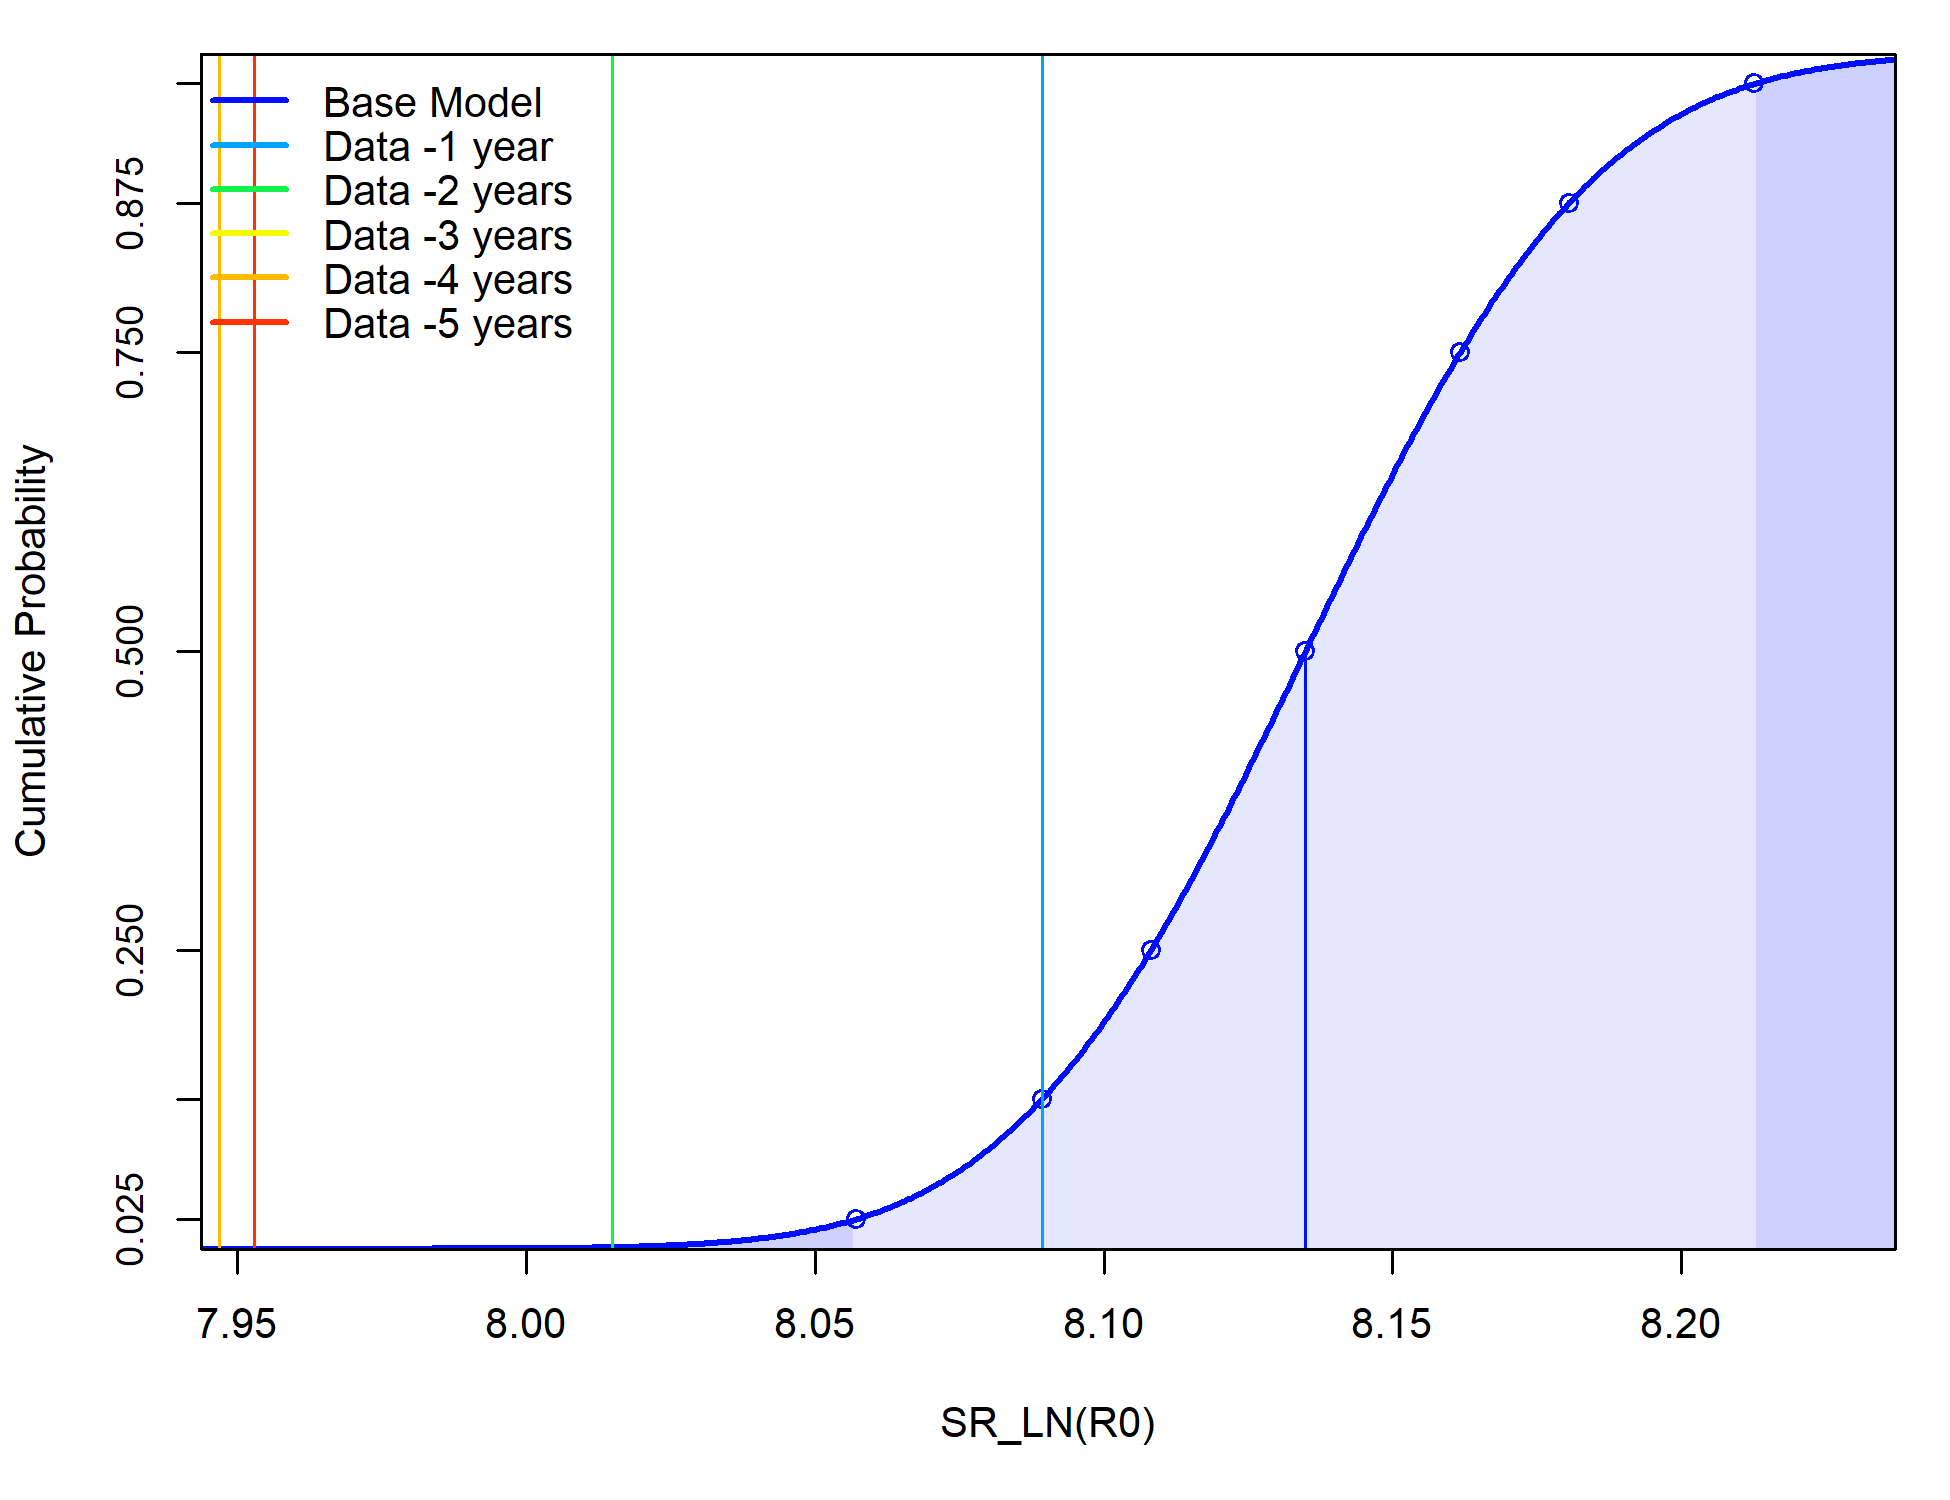 Base Model
Data -1 year
Data -2 years
Data -3 years
Data -4 years
Data -5 years
Cumulative Probability
0.875
0.750
0.500
0.250
0.025
7.95 8.00 8.05 8.10 8.15 8.20
SR_LN(R0)